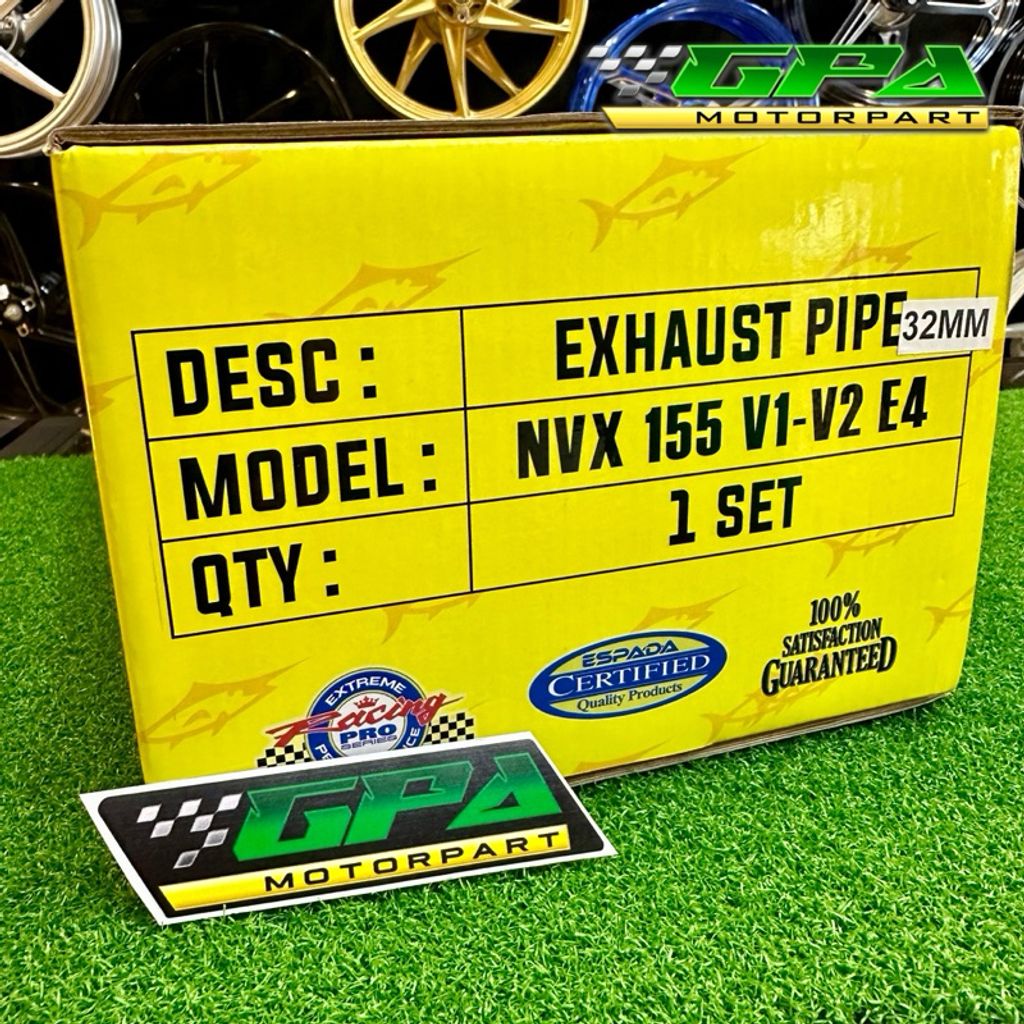 GPA
MOTORPART
DESC : EXHAUST PIPE 32MM
MODEL : NVX 155 V1-V2 E4
QTY : 1 SET
100%
SATISFACTION
GUARANTEED
ESPADA
CERTIFIED
Quality Products
EXTREME
Racing
PRO
SERIES
GPA
MOTORPART